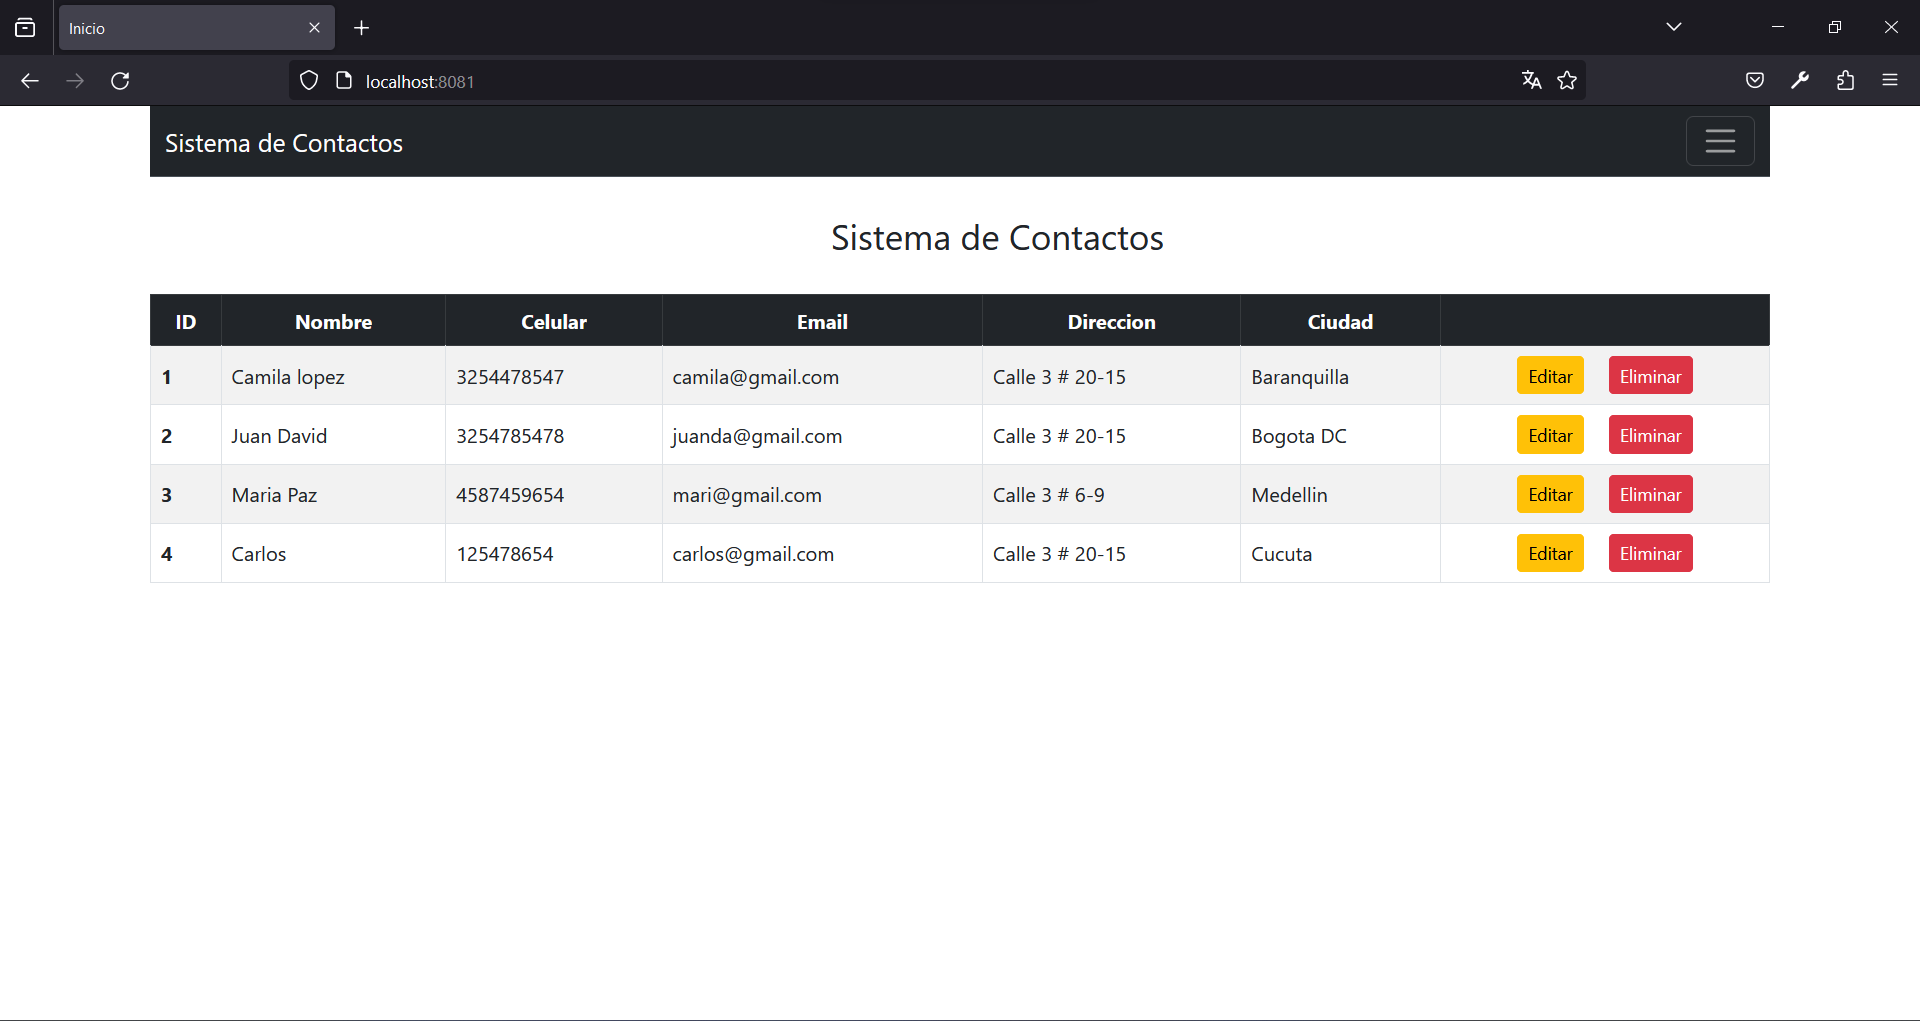 Inicio
localhost:8081
Sistema de Contactos
Sistema de Contactos
ID Nombre Celular Email Direccion Ciudad
1 Camila lopez 3254478547 camila@gmail.com Calle 3 # 20-15 Baranquilla Editar Eliminar
2 Juan David 3254785478 juanda@gmail.com Calle 3 # 20-15 Bogota DC Editar Eliminar
3 Maria Paz 4587459654 mari@gmail.com Calle 3 # 6-9 Medellin Editar Eliminar
4 Carlos 125478654 carlos@gmail.com Calle 3 # 20-15 Cucuta Editar Eliminar